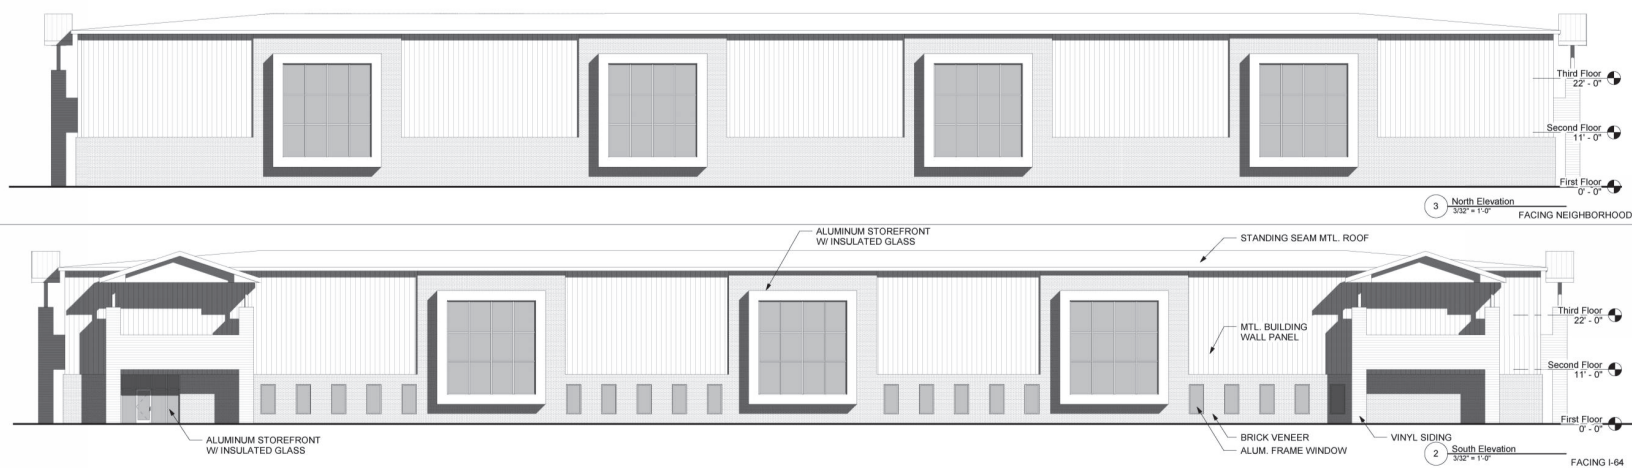 Third Floor
22' - 0"
Second Floor
11' - 0"
First Floor
0' - 0"
3
North Elevation
3/32" = 1'-0"
FACING NEIGHBORHOOD
ALUMINUM STOREFRONT
W/ INSULATED GLASS
STANDING SEAM MTL. ROOF
Third Floor
22' - 0"
MTL. BUILDING
WALL PANEL
Second Floor
11' - 0"
First Floor
0' - 0"
ALUMINUM STOREFRONT
W/ INSULATED GLASS
BRICK VENEER
ALUM. FRAME WINDOW
VINYL SIDING
2
South Elevation
3/32" = 1'-0"
FACING I-64